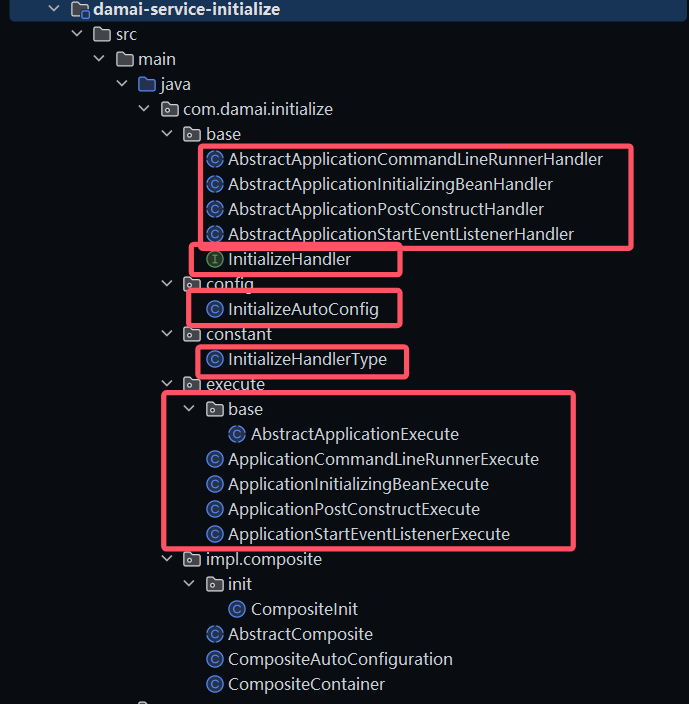 damai-service-initialize
src
main
java
com.damai.initialize
base
AbstractApplicationCommandLineRunnerHandler
AbstractApplicationInitializingBeanHandler
AbstractApplicationPostConstructHandler
AbstractApplicationStartEventListenerHandler
InitializeHandler
config
InitializeAutoConfig
constant
InitializeHandlerType
execute
base
AbstractApplicationExecute
ApplicationCommandLineRunnerExecute
ApplicationInitializingBeanExecute
ApplicationPostConstructExecute
ApplicationStartEventListenerExecute
impl.composite
init
CompositeInit
AbstractComposite
CompositeAutoConfiguration
CompositeContainer